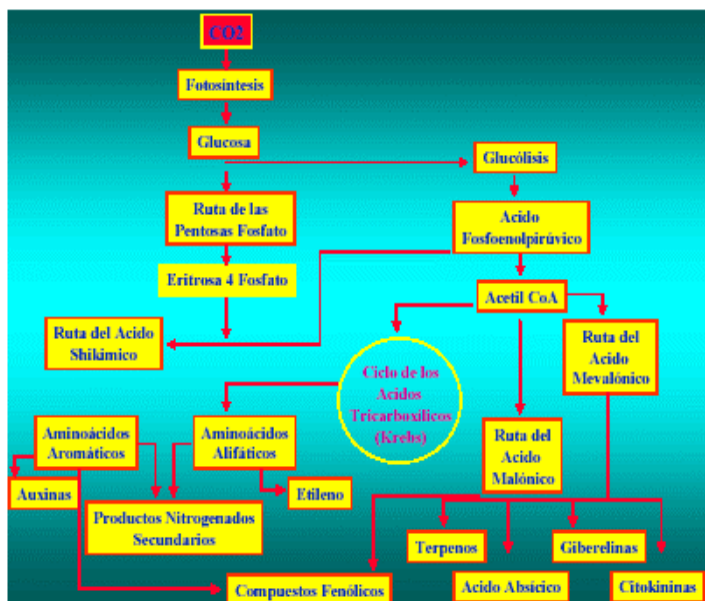 CO2
Fotosíntesis
Glucosa
Glucólisis
Ruta de las
Pentosas Fosfato
Acido
Fosfoenolpirúvico
Eritrosa 4 Fosfato
Acetil CoA
Ruta del Acido
Shikimico
Ruta del
Acido
Mevalónico
Ciclo de los
Acidos
Tricarboxílicos
(Krebs)
Aminoácidos
Aromáticos
Aminoácidos
Alifáticos
Ruta del
Acido
Malónico
Auxinas
Productos Nitrogenados
Secundarios
Etileno
Terpenos
Giberelinas
Compuestos Fenólicos
Acido Absícico
Citokininas